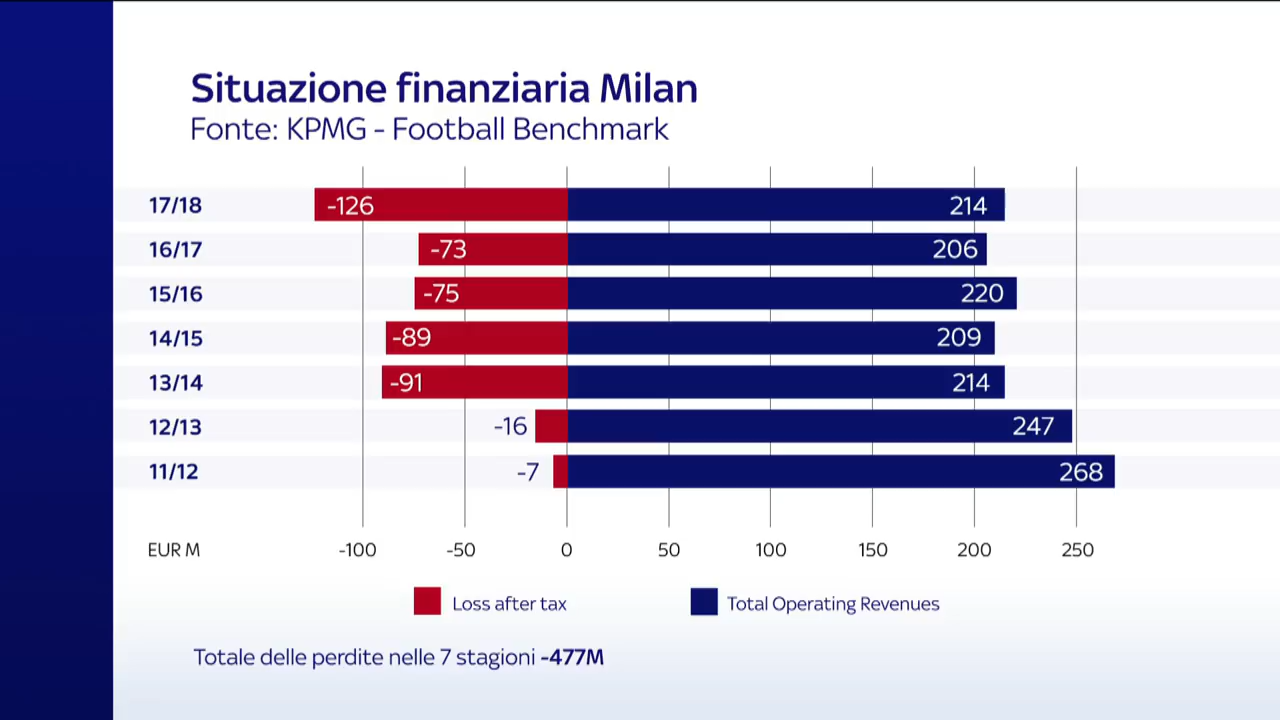 Situazione finanziaria Milan
Fonte: KPMG - Football Benchmark
17/18 -126 214
16/17 -73 206
15/16 -75 220
14/15 -89 209
13/14 -91 214
12/13 -16 247
11/12 -7 268
EUR M -100 -50 0 50 100 150 200 250
Loss after tax Total Operating Revenues
Totale delle perdite nelle 7 stagioni -477M